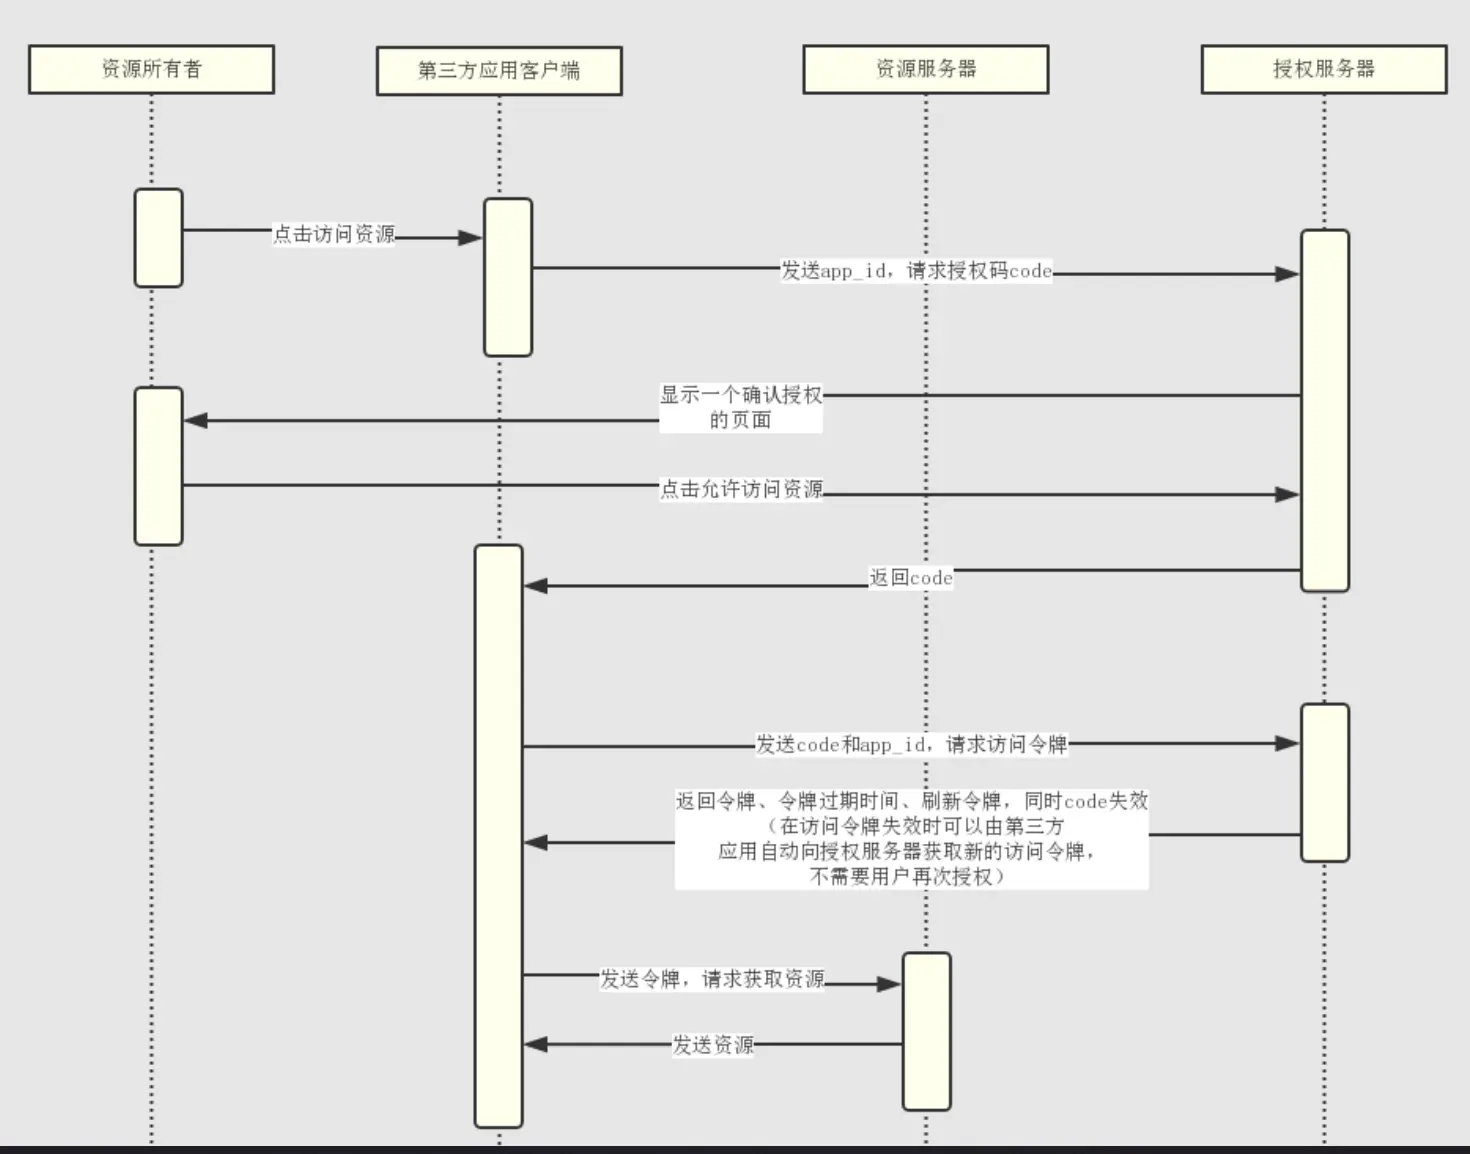 资源所有者
第三方应用客户端
资源服务器
授权服务器
点击访问资源
发送app_id，请求授权码code
显示一个确认授权
的页面
点击允许访问资源
返回code
发送code和app_id，请求访问令牌
返回令牌、令牌过期时间、刷新令牌，同时code失效
（在访问令牌失效时可以由第三方
应用自动向授权服务器获取新的访问令牌，
不需要用户再次授权）
发送令牌，请求获取资源
发送资源